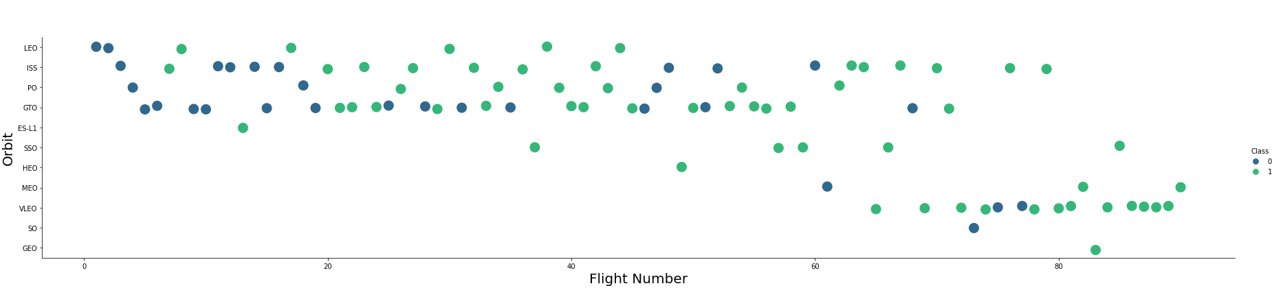 LEO
ISS
PO
GTO
ES-L1
SSO
HEO
MEO
VLEO
SO
GEO
Orbit
0
20
40
60
80
Flight Number
Class
0
1